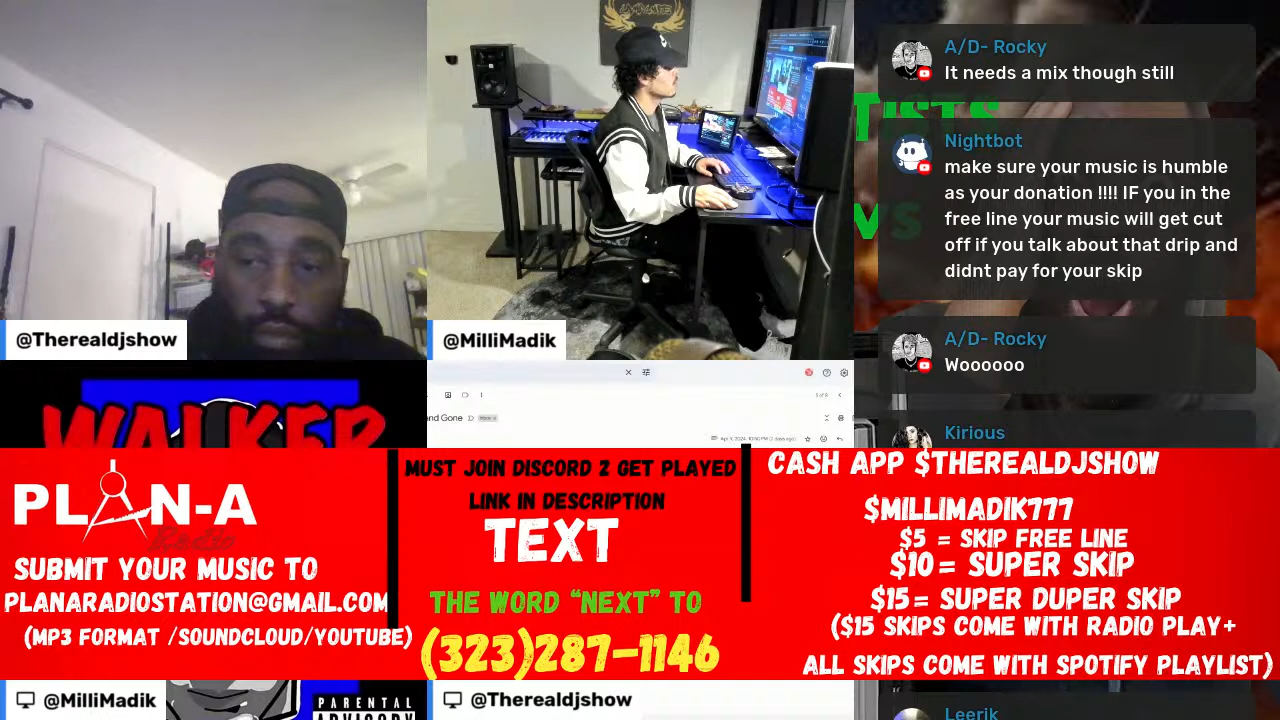 @Therealdjshow
@MilliMadik
A/D- Rocky
It needs a mix though still
TISTS
Nightbot
make sure your music is humble
as your donation !!!! IF you in the
free line your music will get cut
off if you talk about that drip and
didnt pay for your skip
A/D- Rocky
Woooooo
Kirious
WALKER
nd Gone
PLAN-A
Radio
SUBMIT YOUR MUSIC TO
PLANARADIOSTATION@GMAIL.COM
(MP3 FORMAT /SOUNDCLOUD/YOUTUBE)
MUST JOIN DISCORD 2 GET PLAYED
LINK IN DESCRIPTION
TEXT
THE WORD “NEXT” TO
(323)287-1146
CASH APP $THEREALDJSHOW
$MILLIMADIK777
$5 = SKIP FREE LINE
$10 = SUPER SKIP
$15 = SUPER DUPER SKIP
($15 SKIPS COME WITH RADIO PLAY+
ALL SKIPS COME WITH SPOTIFY PLAYLIST)
@MilliMadik
PARENTAL
ADVISORY
@Therealdjshow
Leerik